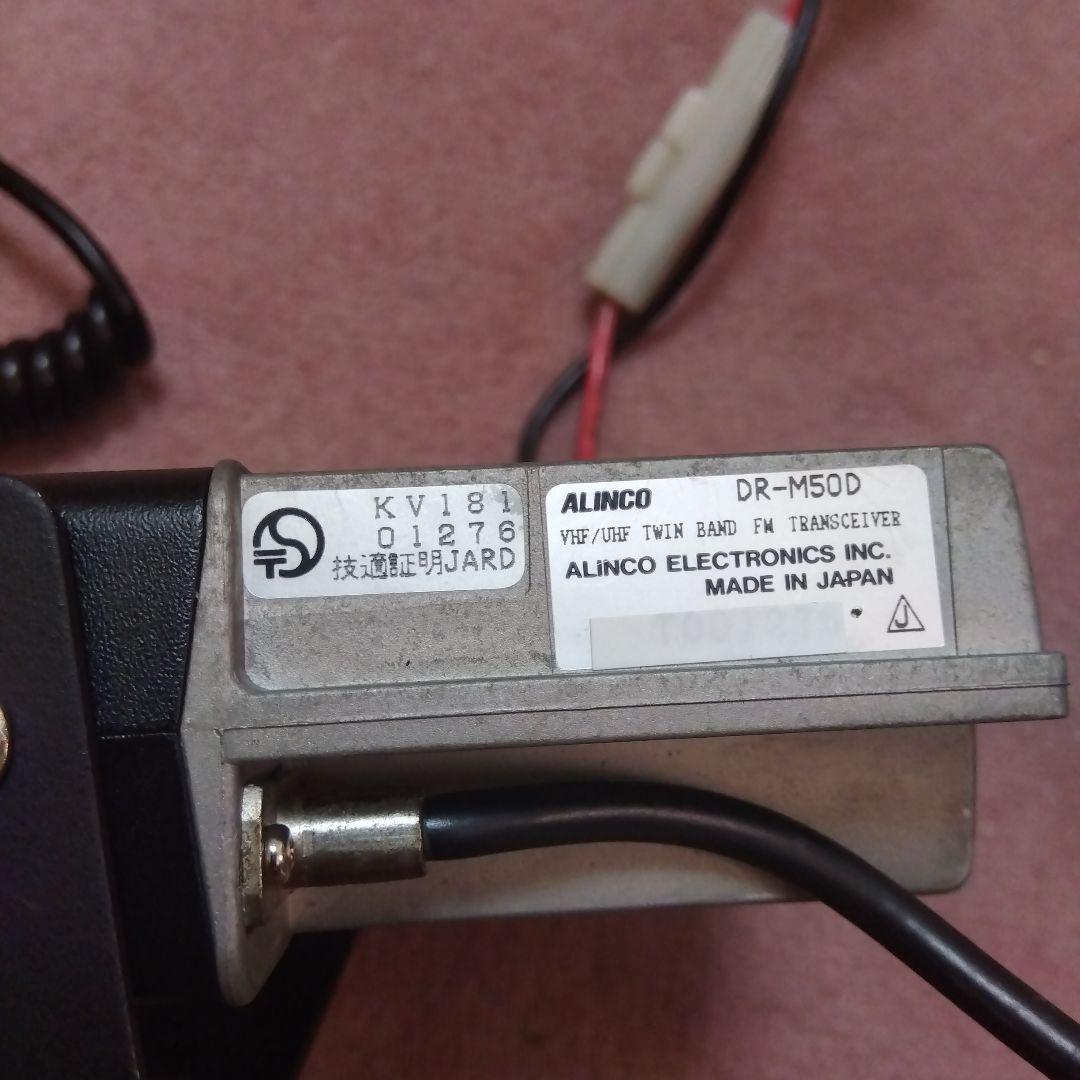 KV181
01276
技適証明JARD
ALINCO DR-M50D
VHF/UHF TWIN BAND FM TRANSCEIVER
ALiNCO ELECTRONICS INC.
MADE IN JAPAN
J